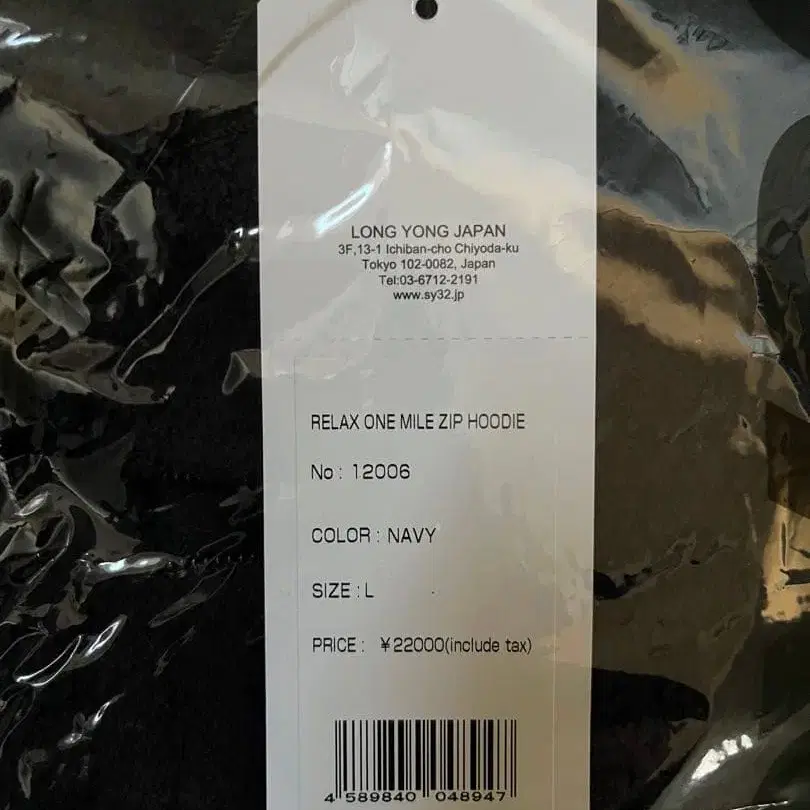 LONG YONG JAPAN
3F,13-1 Ichiban-cho Chiyoda-ku
Tokyo 102-0082, Japan
Tel:03-6712-2191
www.sy32.jp
RELAX ONE MILE ZIP HOODIE
No : 12006
COLOR : NAVY
SIZE : L
PRICE : ¥22000(include tax)
4 589840 048947